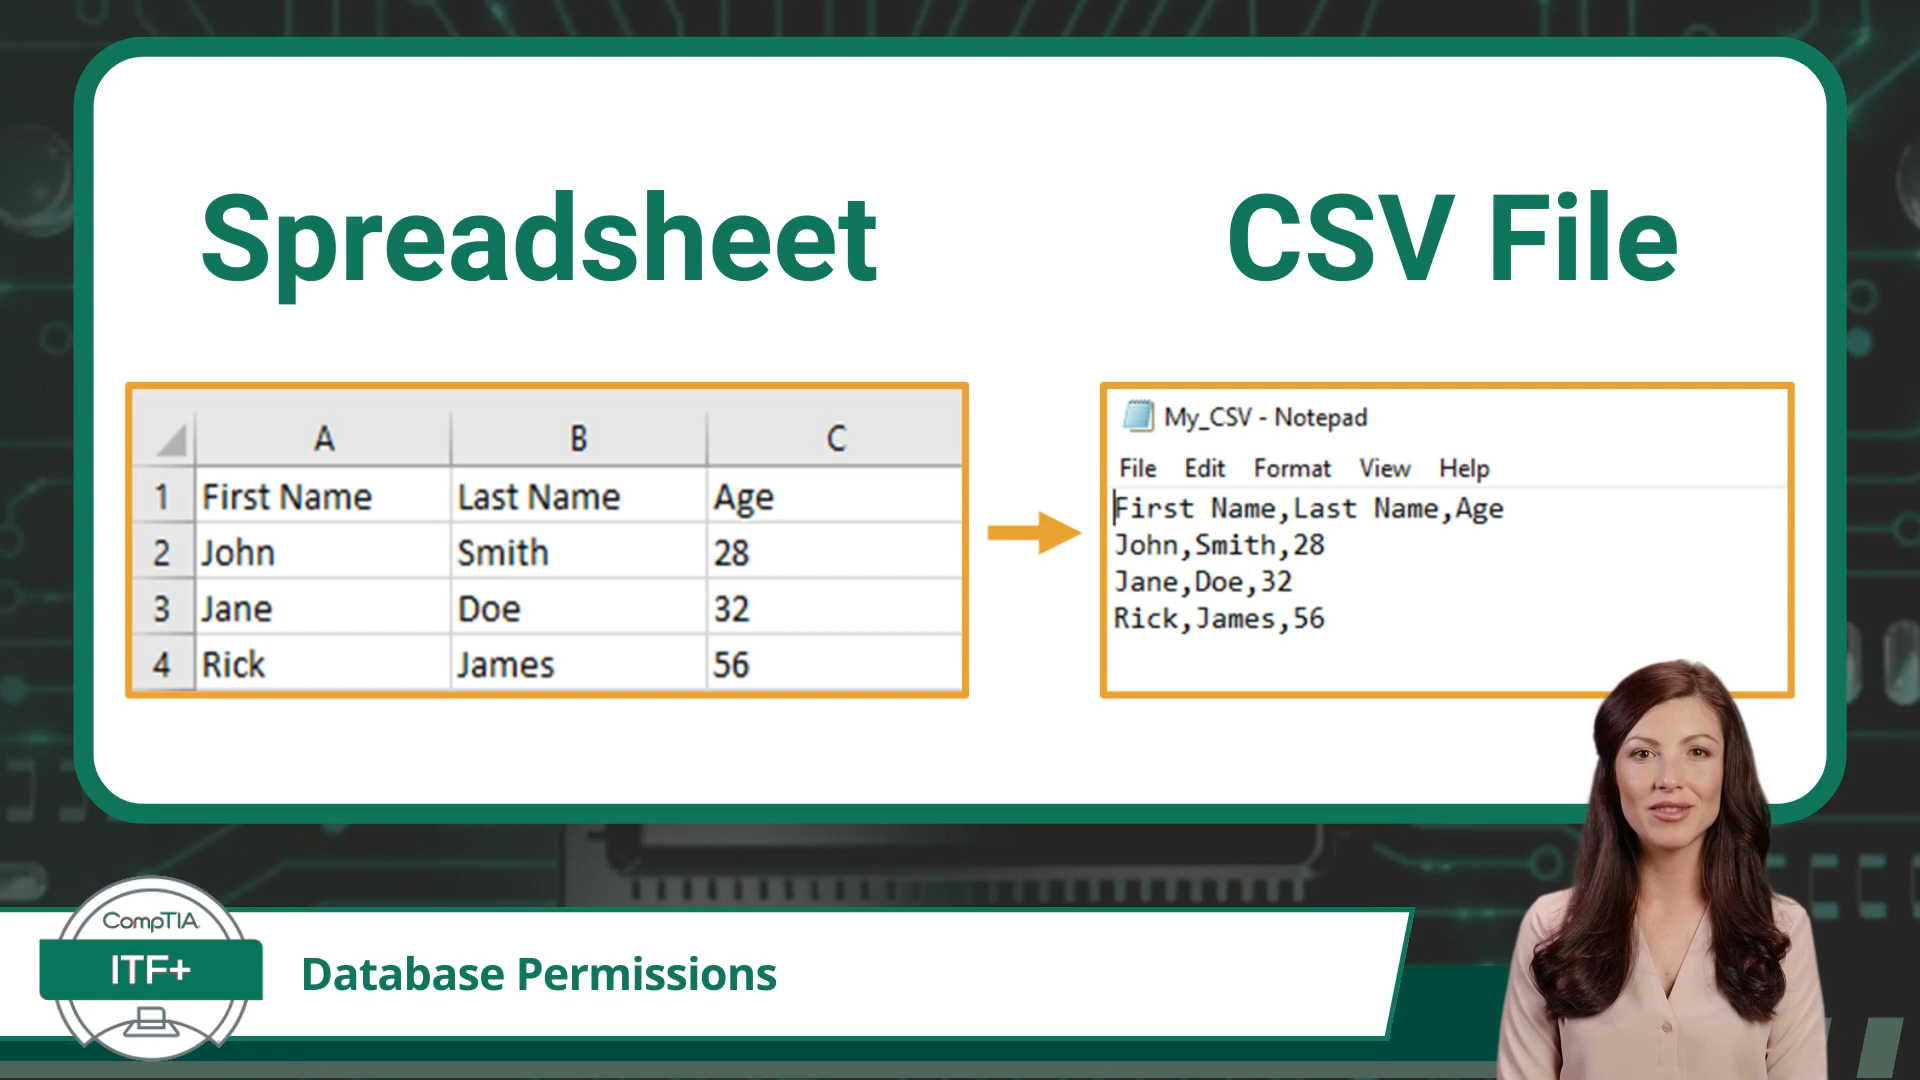 Spreadsheet
CSV File
A B C
1 First Name Last Name Age
2 John Smith 28
3 Jane Doe 32
4 Rick James 56
My_CSV - Notepad
File Edit Format View Help
First Name,Last Name,Age
John,Smith,28
Jane,Doe,32
Rick,James,56
CompTIA
ITF+
Database Permissions